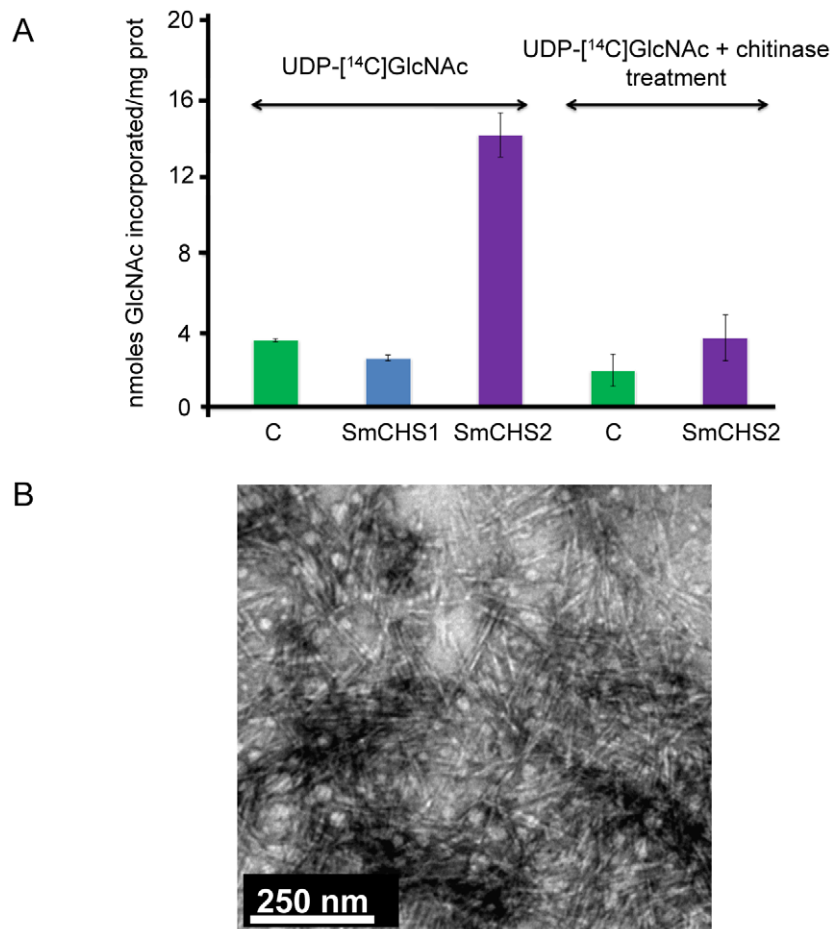 A
nmoles GlcNAc incorporated/mg prot
20
16
12
8
4
0
UDP-[¹⁴C]GlcNAc
UDP-[¹⁴C]GlcNAc + chitinase
treatment
C
SmCHS1
SmCHS2
C
SmCHS2
B
250 nm